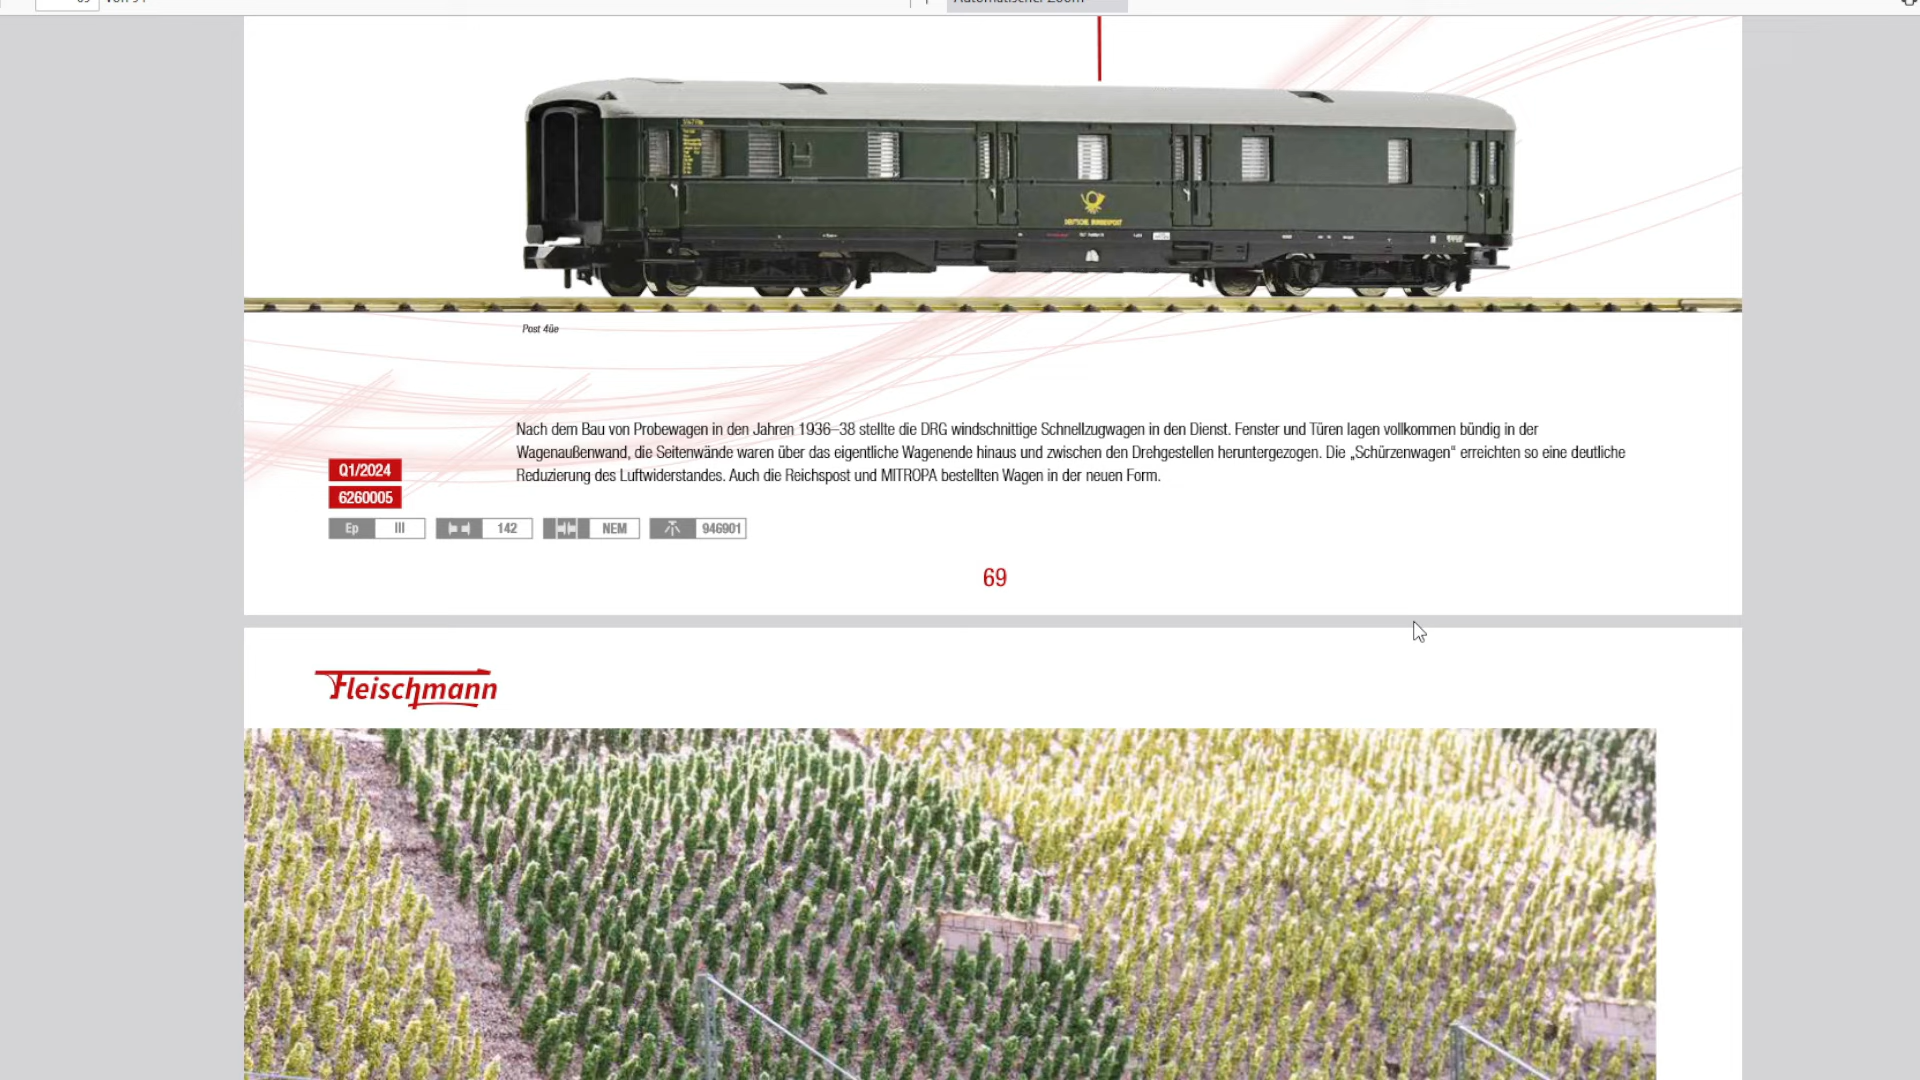 DEUTSCHE BUNDESPOST
Post 4üe
Nach dem Bau von Probewagen in den Jahren 1936–38 stellte die DRG windschnittige Schnellzugwagen in den Dienst. Fenster und Türen lagen vollkommen bündig in der
Wagenaußenwand, die Seitenwände waren über das eigentliche Wagenende hinaus und zwischen den Drehgestellen heruntergezogen. Die „Schürzenwagen“ erreichten so eine deutliche
Reduzierung des Luftwiderstandes. Auch die Reichspost und MITROPA bestellten Wagen in der neuen Form.
Q1/2024
6260005
Ep III 142 NEM 946901
69
Fleischmann